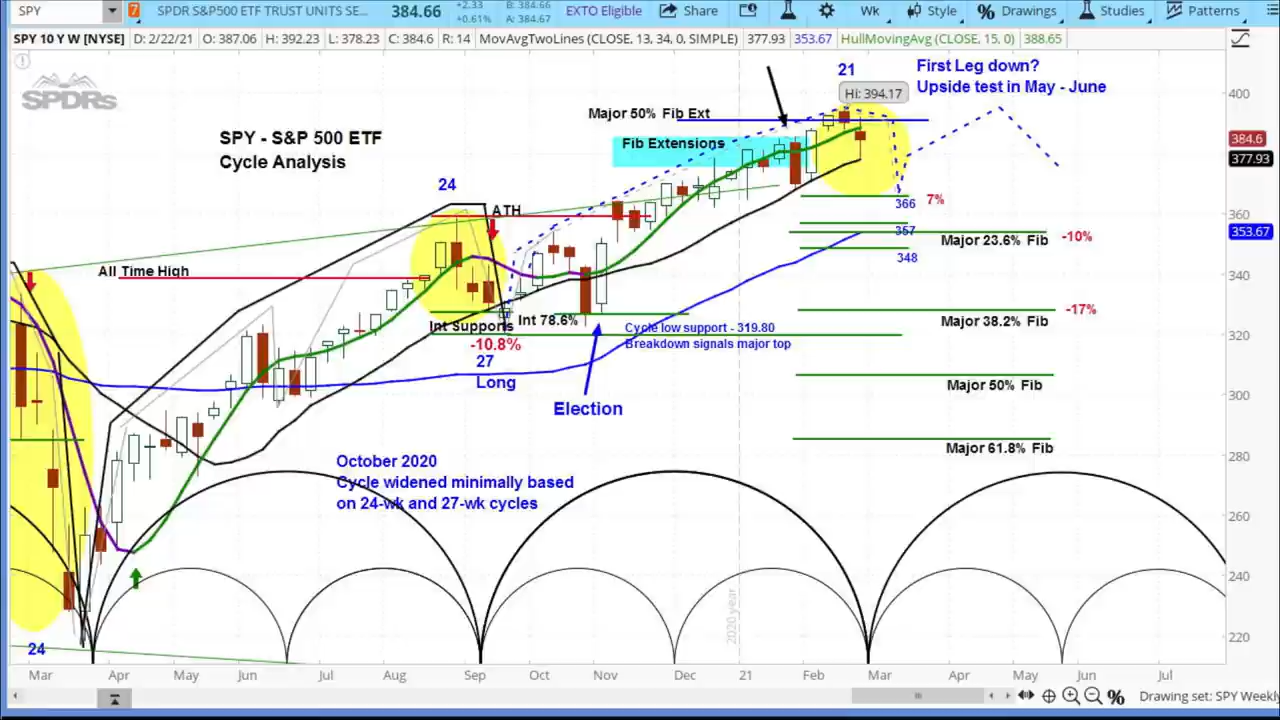 SPY
7
SPDR S&P500 ETF TRUST UNITS SE...
384.66
+2.33
+0.61%
B: 384.66
A: 384.67
EXTO Eligible
Share
Wk
Style
% Drawings
Studies
Patterns
SPY 10 Y W [NYSE]
D: 2/22/21
O: 387.06
H: 392.23
L: 378.23
C: 384.6
R: 14
MovAvgTwoLines (CLOSE, 13, 34, 0, SIMPLE)
377.93
353.67
HullMovingAvg (CLOSE, 15, 0)
388.65
SPDRs
SPY - S&P 500 ETF
Cycle Analysis
21
First Leg down?
Upside test in May - June
Hi: 394.17
Major 50% Fib Ext
Fib Extensions
24
ATH
All Time High
366
7%
357
Major 23.6% Fib
-10%
348
Int Supports
Int 78.6%
-10.8%
27
Long
Cycle low support - 319.80
Breakdown signals major top
Election
-17%
Major 38.2% Fib
Major 50% Fib
Major 61.8% Fib
October 2020
Cycle widened minimally based
on 24-wk and 27-wk cycles
24
2020 year
400
384.6
377.93
360
353.67
340
320
300
280
260
240
220
Mar
Apr
May
Jun
Jul
Aug
Sep
Oct
Nov
Dec
21
Feb
Mar
Apr
May
Jun
Jul
%
Drawing set: SPY Weekly